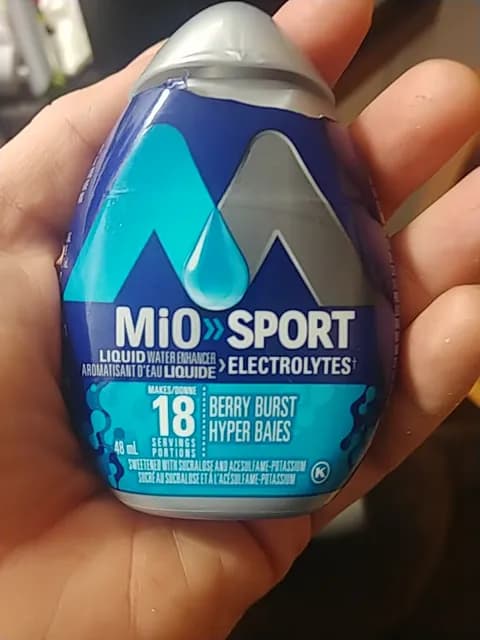 MiO»SPORT
LIQUID WATER ENHANCER
AROMATISANT D'EAU LIQUIDE
›ELECTROLYTES†
MAKES/DONNE
18
SERVINGS
PORTIONS
48 mL
BERRY BURST
HYPER BAIES
SWEETENED WITH SUCRALOSE AND ACESULFAME-POTASSIUM
SUCRÉ AU SUCRALOSE ET À L'ACÉSULFAME-POTASSIUM
K